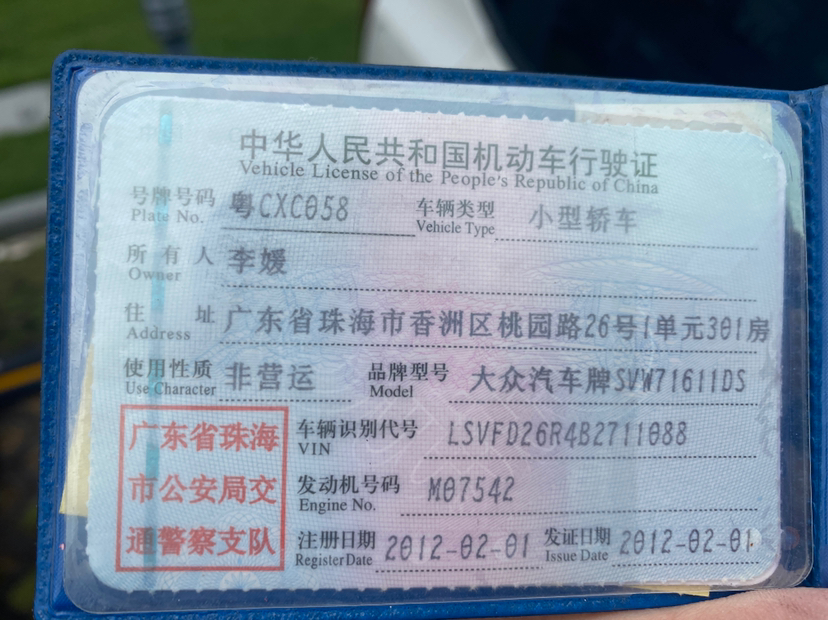 中华人民共和国机动车行驶证
Vehicle License of the People's Republic of China
号牌号码 粤CXC058 车辆类型 小型轿车
Plate No. Vehicle Type
所有人 李媛
Owner
住址 广东省珠海市香洲区桃园路26号1单元301房
Address
使用性质 非营运 品牌型号 大众汽车牌SVW71611DS
Use Character Model
广东省珠海
市公安局交
通警察支队
车辆识别代号 LSVFD26R4B2711088
VIN
发动机号码 M07542
Engine No.
注册日期 2012-02-01 发证日期 2012-02-01
Register Date Issue Date